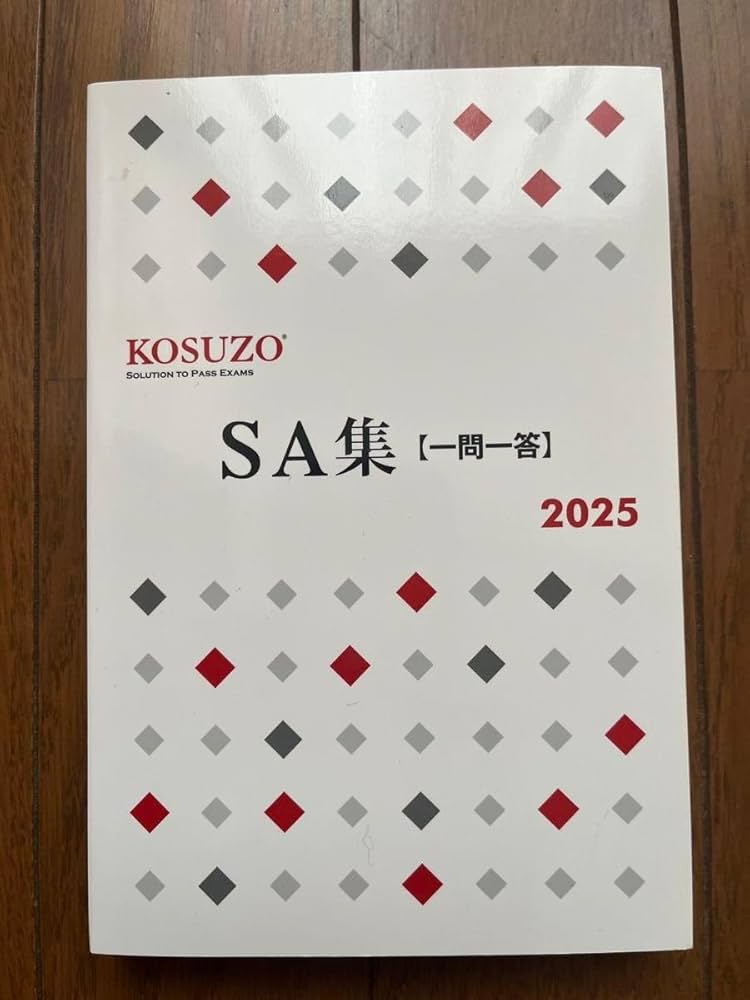 KOSUZO®
SOLUTION TO PASS EXAMS
SA集【一問一答】
2025